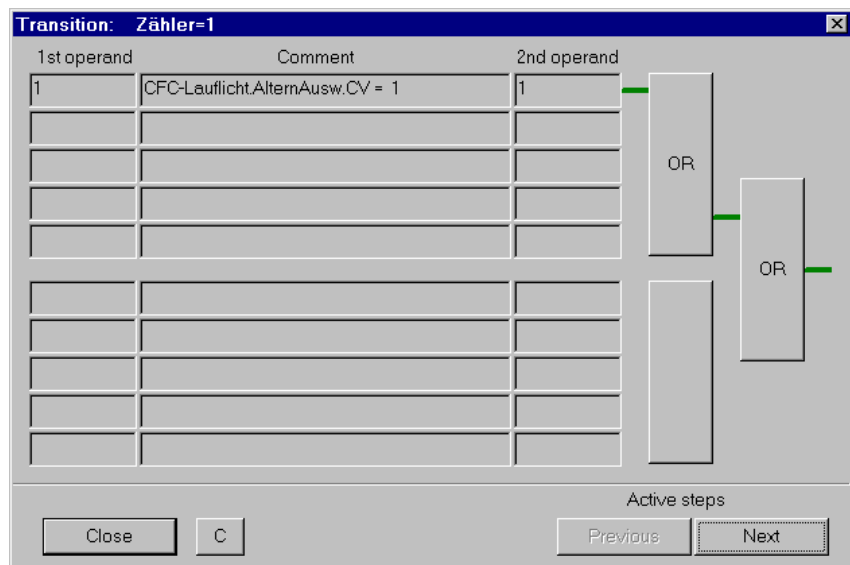 Transition: Zähler=1
1st operand Comment 2nd operand
1 CFC-Lauflicht.AlternAusw.CV = 1 1
OR
OR
Active steps
Close C Previous Next